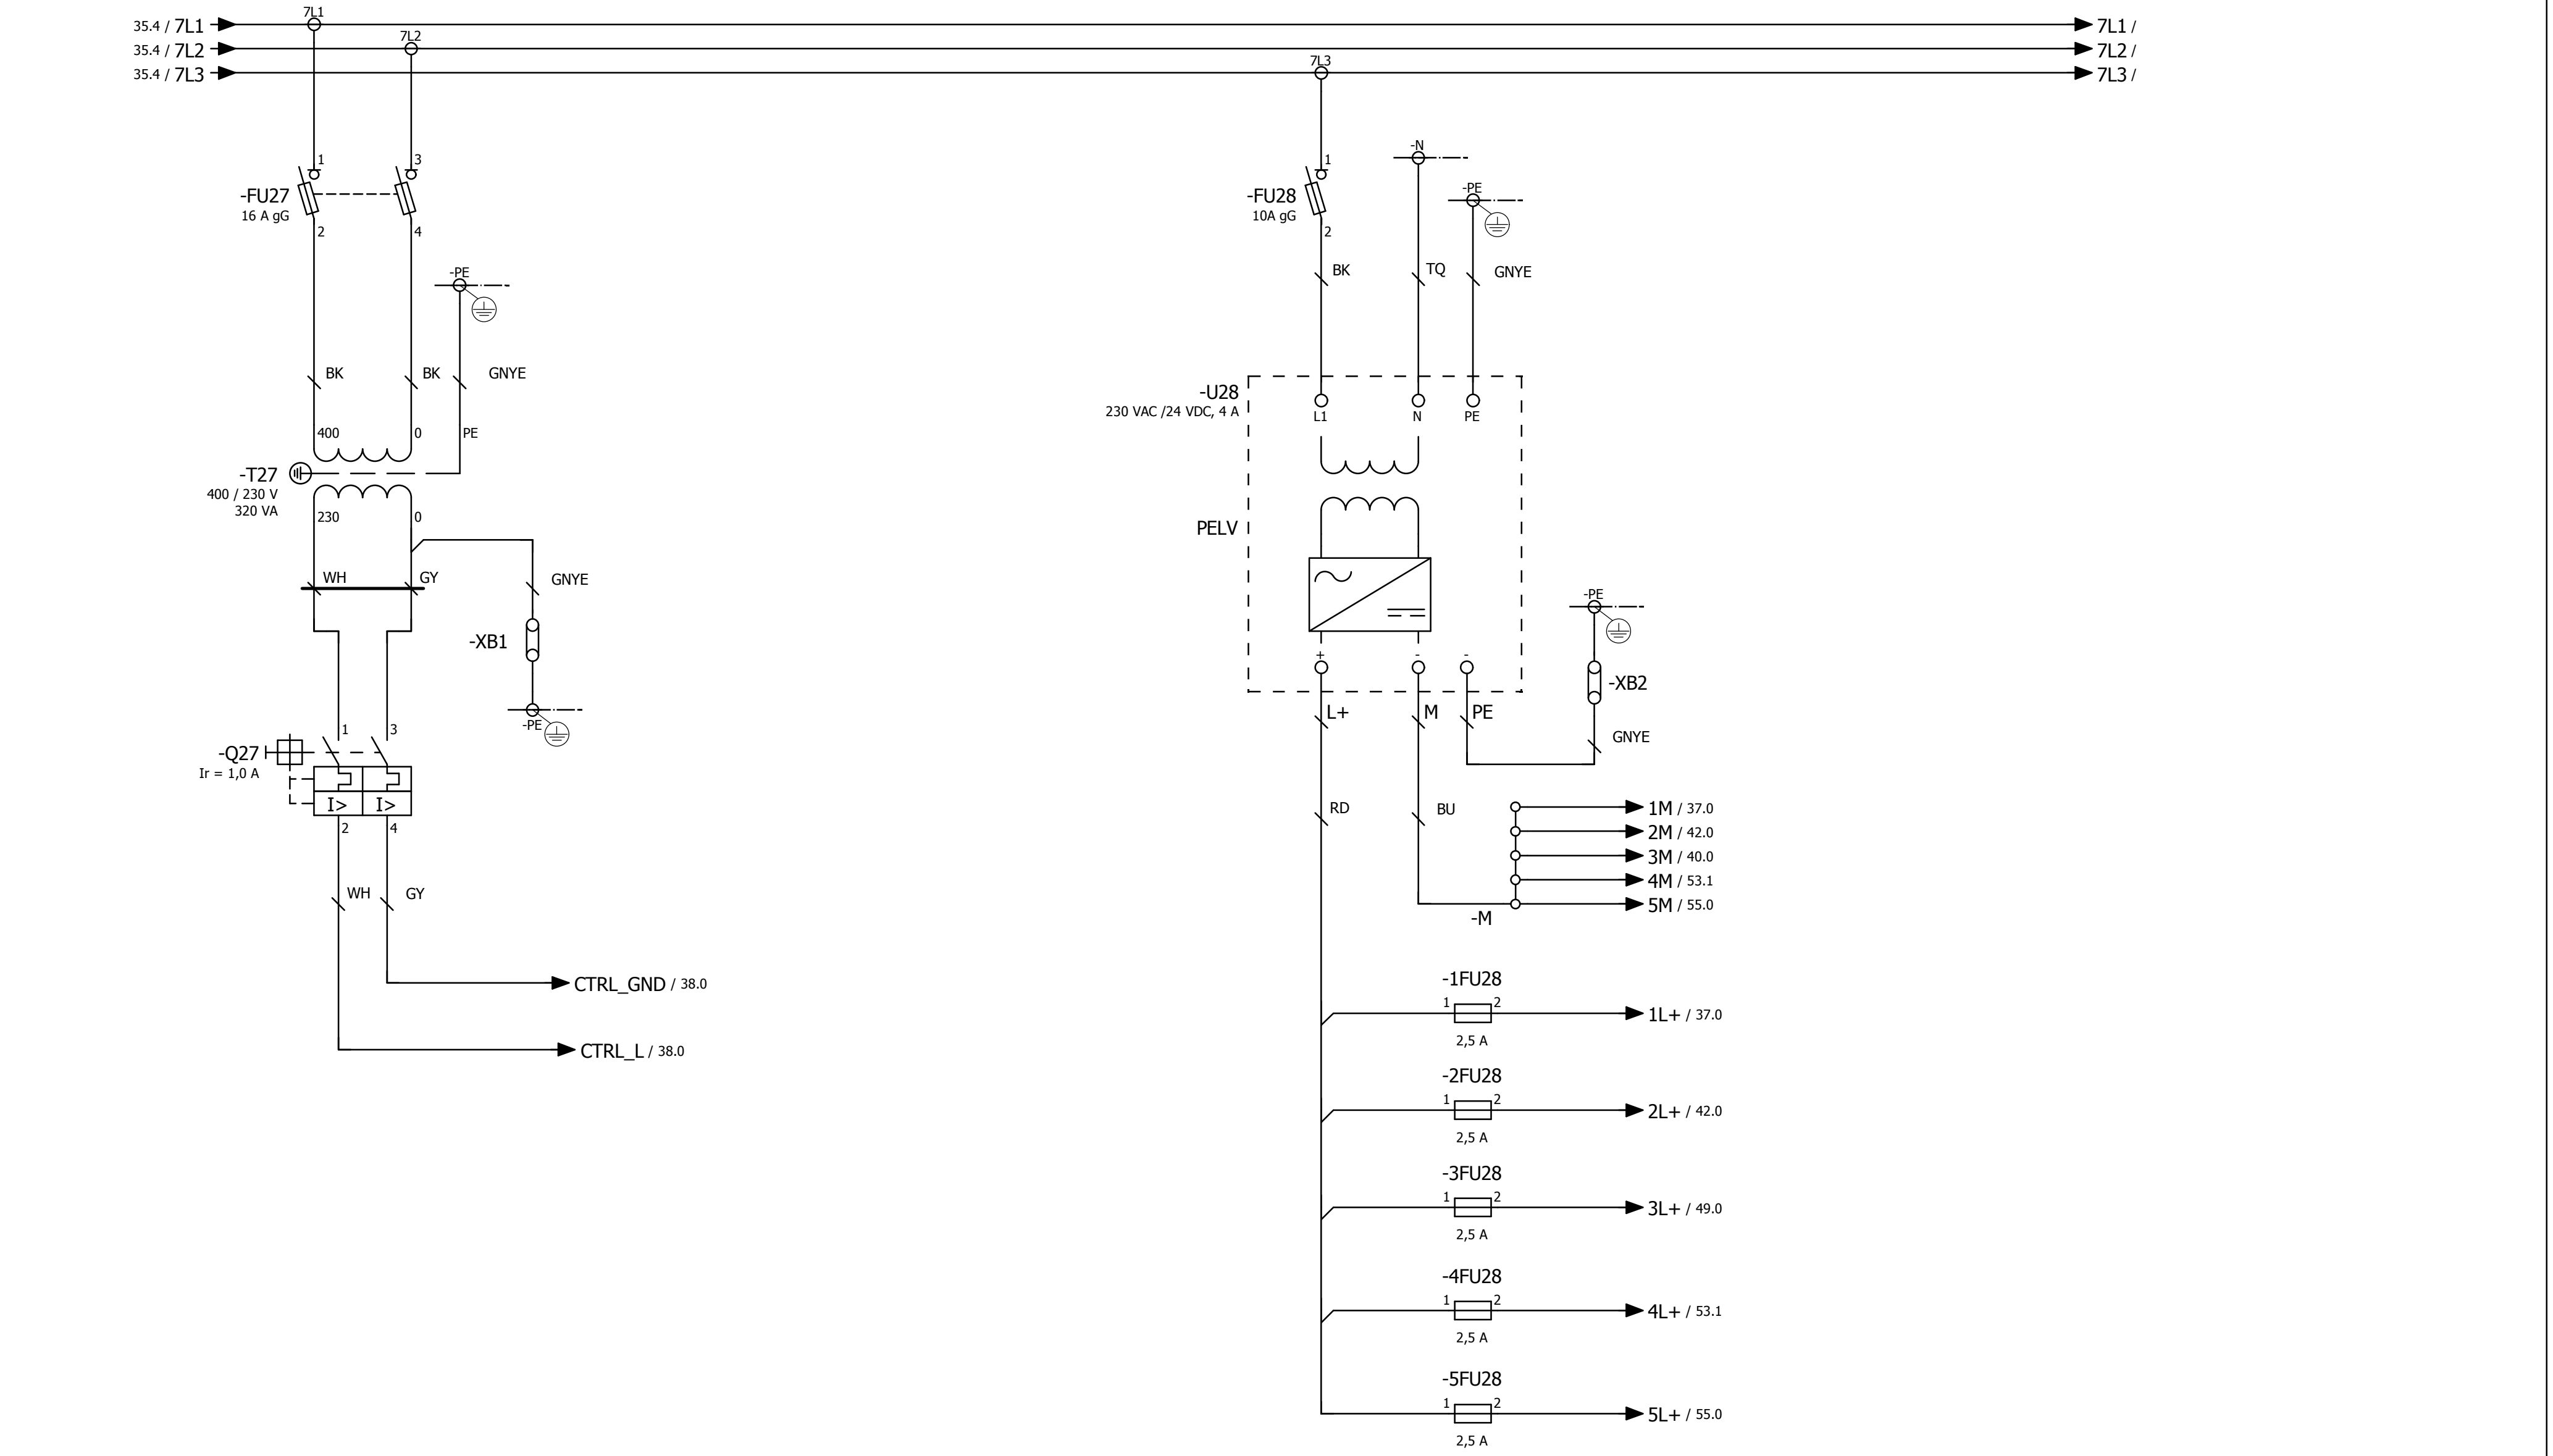 7L1
35.4 / 7L1
7L1 /
7L2
35.4 / 7L2
7L2 /
7L3
35.4 / 7L3
7L3 /
1
3
-FU27
16 A gG
2
4
-PE
BK
BK
GNYE
400
0
PE
-T27
400 / 230 V
320 VA
230
0
WH
GY
GNYE
-XB1
-PE
1
3
-Q27
Ir = 1,0 A
I>
I>
2
4
WH
GY
CTRL_GND / 38.0
CTRL_L / 38.0
-N
1
-FU28
10A gG
2
-PE
BK
TQ
GNYE
-U28
230 VAC /24 VDC, 4 A
L1
N
PE
PELV
+
-
-
-PE
-XB2
L+
M
PE
GNYE
RD
BU
1M / 37.0
2M / 42.0
3M / 40.0
4M / 53.1
5M / 55.0
-M
-1FU28
1
2
1L+ / 37.0
2,5 A
-2FU28
1
2
2L+ / 42.0
2,5 A
-3FU28
1
2
3L+ / 49.0
2,5 A
-4FU28
1
2
4L+ / 53.1
2,5 A
-5FU28
1
2
5L+ / 55.0
2,5 A